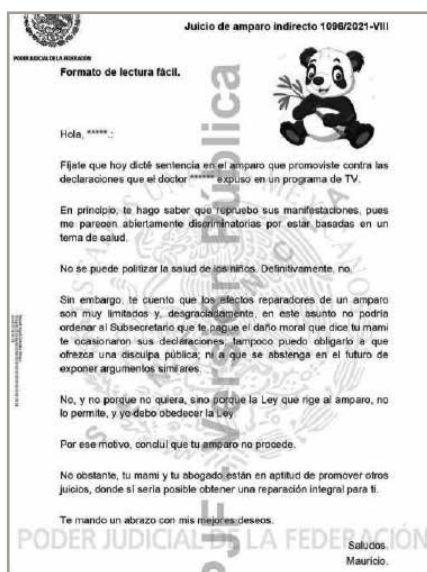 Juicio de amparo indirecto 1096/2021-VIII
PODER JUDICIAL DE LA FEDERACIÓN
Formato de lectura fácil.
Hola, *****.:
Fíjate que hoy dicté sentencia en el amparo que promoviste contra las
declaraciones que el doctor ****** expuso en un programa de TV.
En principio, te hago saber que repruebo sus manifestaciones, pues
me parecen abiertamente discriminatorias por estar basadas en un
tema de salud.
No se puede politizar la salud de los niños. Definitivamente, no.
Sin embargo, te cuento que los efectos reparadores de un amparo
son muy limitados y, desgraciadamente, en este asunto no podría
ordenar al Subsecretario que te pague el daño moral que dice tu mami
te ocasionaron sus declaraciones; tampoco puedo obligarlo a que
ofrezca una disculpa pública; ni a que se abstenga en el futuro de
exponer argumentos similares.
No, y no porque no quiera, sino porque la Ley que rige al amparo, no
lo permite, y yo debo obedecer la Ley.
Por ese motivo, concluí que tu amparo no procede.
No obstante, tu mami y tu abogado están en aptitud de promover otros
juicios, donde sí sería posible obtener una reparación integral para ti.
Te mando un abrazo con mis mejores deseos.
Saludos.
Mauricio.
PJF - Versión Pública
PODER JUDICIAL DE LA FEDERACIÓN